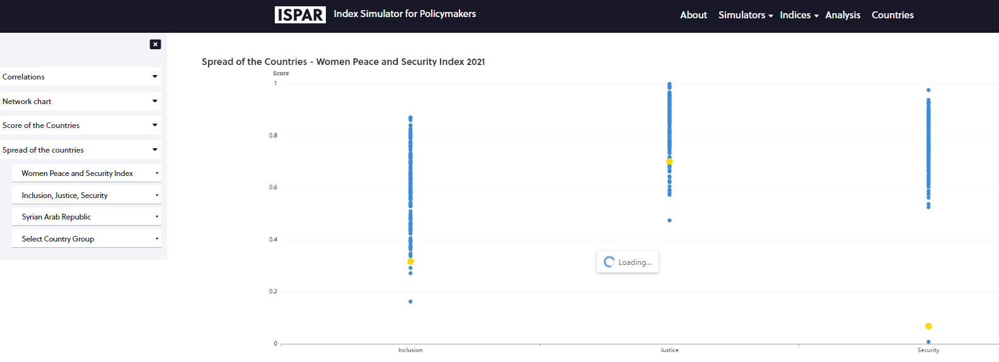 ISPAR Index Simulator for Policymakers About Simulators Indices Analysis Countries
Correlations
Network chart
Score of the Countries
Spread of the countries
Women Peace and Security Index
Inclusion, Justice, Security
Syrian Arab Republic
Select Country Group
Spread of the Countries - Women Peace and Security Index 2021
Score
1
0.8
0.6
0.4
0.2
0
Loading...
Inclusion Justice Security